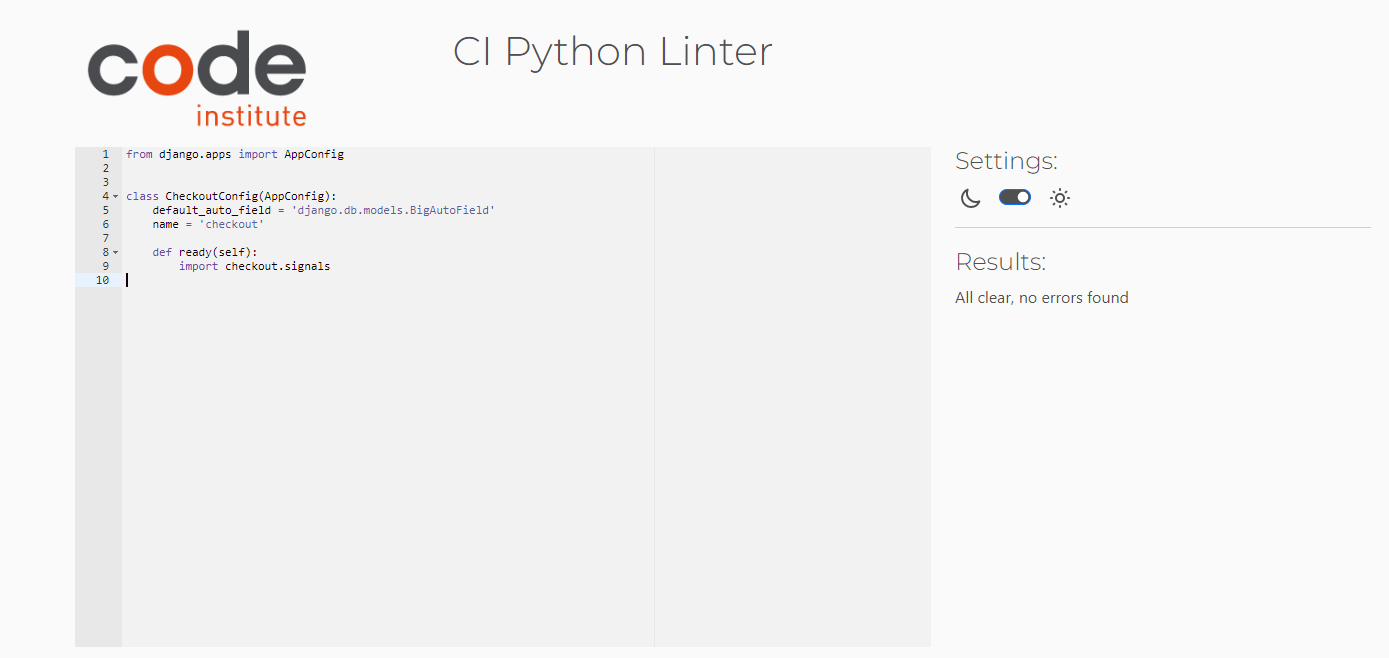 code
institute
CI Python Linter
1 from django.apps import AppConfig
2
3
4 class CheckoutConfig(AppConfig):
5     default_auto_field = 'django.db.models.BigAutoField'
6     name = 'checkout'
7
8     def ready(self):
9         import checkout.signals
10
Settings:
Results:
All clear, no errors found